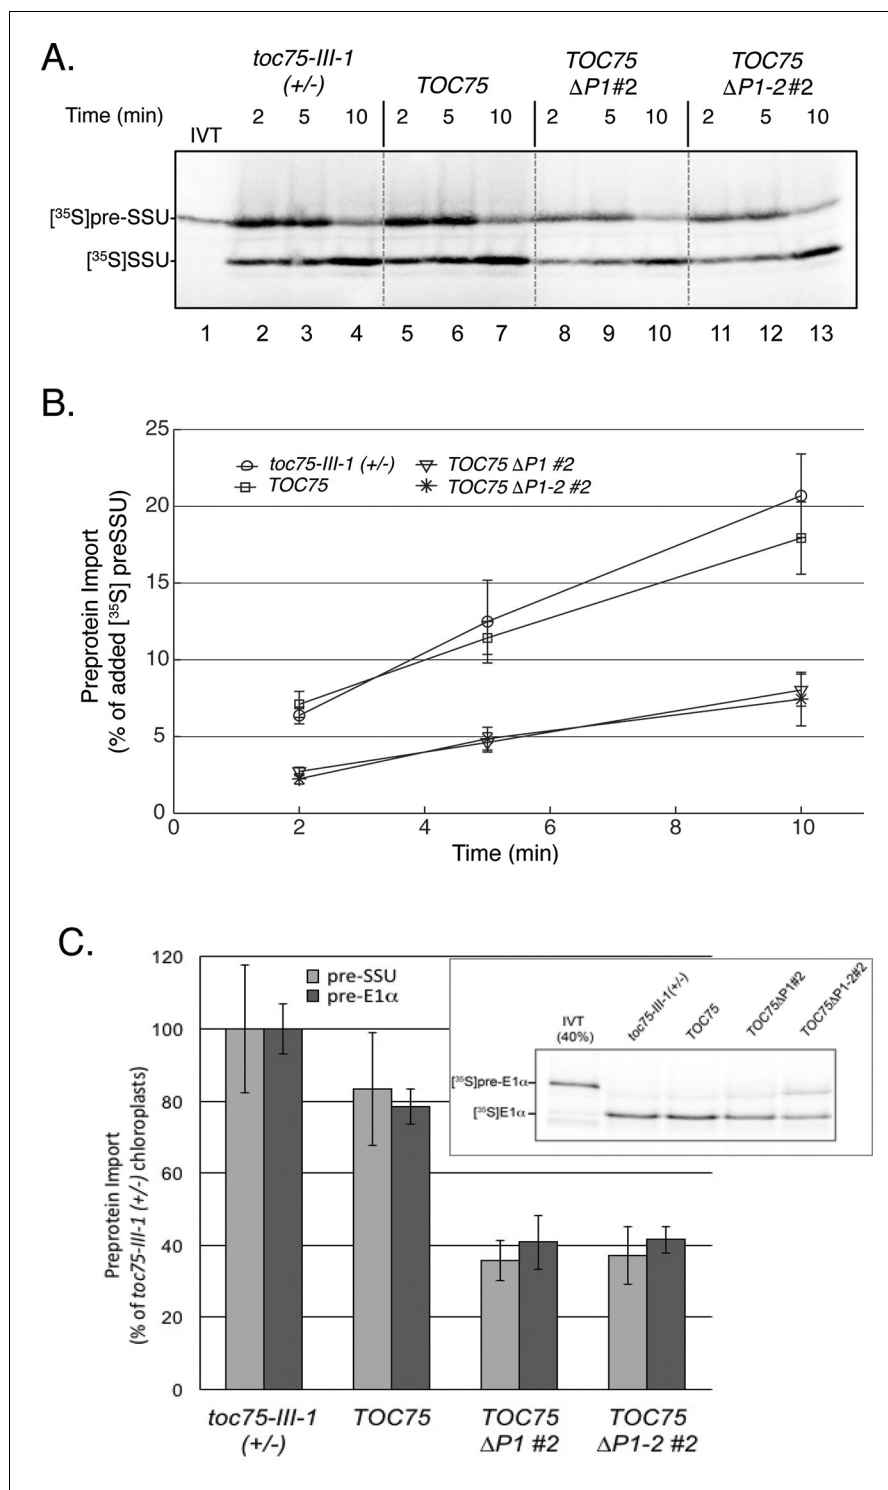 A.
toc75-III-1 (+/-)
TOC75
TOC75 ΔP1#2
TOC75 ΔP1-2#2
Time (min) 2 5 10 2 5 10 2 5 10 2 5 10
IVT
[35S]pre-SSU
[35S]SSU
1 2 3 4 5 6 7 8 9 10 11 12 13
B.
Preprotein Import
(% of added [35S] preSSU)
25
20
15
10
5
0
toc75-III-1 (+/-)
TOC75
TOC75 ΔP1 #2
TOC75 ΔP1-2 #2
0 2 4 6 8 10
Time (min)
C.
Preprotein Import
(% of toc75-III-1 (+/-) chloroplasts)
120
100
80
60
40
20
0
pre-SSU
pre-E1α
IVT
(40%)
toc75-III-1(+/-)
TOC75
TOC75ΔP1#2
TOC75ΔP1-2#2
[35S]pre-E1α
[35S]E1α
toc75-III-1
(+/-)
TOC75
TOC75
ΔP1 #2
TOC75
ΔP1-2 #2